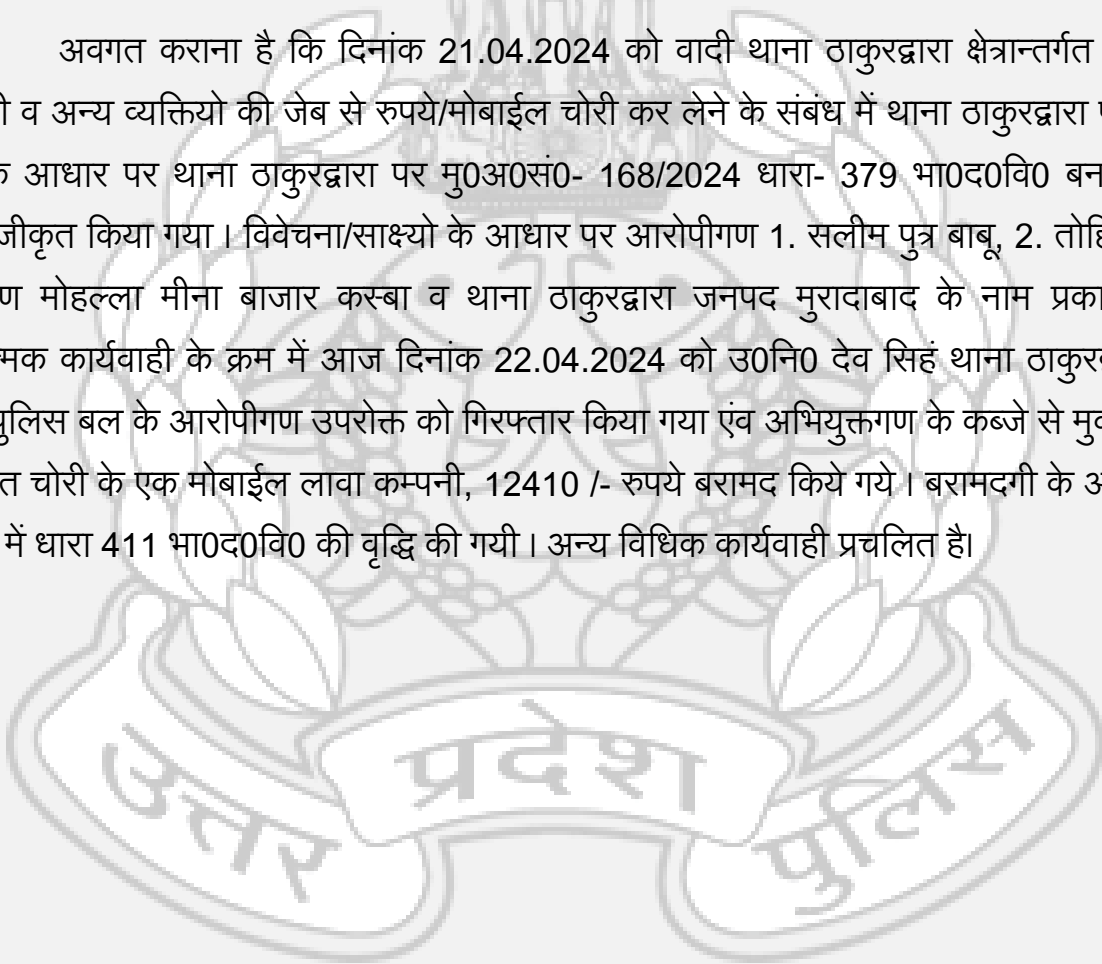 अवगत कराना है कि दिनांक 21.04.2024 को वादी थाना ठाकुरद्वारा क्षेत्रान्तर्गत
व अन्य व्यक्तियो की जेब से रुपये/मोबाईल चोरी कर लेने के संबंध में थाना ठाकुरद्वारा
आधार पर थाना ठाकुरद्वारा पर मु0अ0सं0- 168/2024 धारा- 379 भा0द0वि0 बन
जीकृत किया गया । विवेचना/साक्ष्यो के आधार पर आरोपीगण 1. सलीम पुत्र बाबू, 2.
ण मोहल्ला मीना बाजार कस्बा व थाना ठाकुरद्वारा जनपद मुरादाबाद के नाम प्रका
त्मक कार्यवाही के क्रम में आज दिनांक 22.04.2024 को उ0नि0 देव सिहं थाना
पुलिस बल के आरोपीगण उपरोक्त को गिरफ्तार किया गया एंव अभियुक्तगण के कब्जे से
त चोरी के एक मोबाईल लावा कम्पनी, 12410 /- रुपये बरामद किये गये । बरामदगी के
में धारा 411 भा0द0वि0 की वृद्धि की गयी । अन्य विधिक कार्यवाही प्रचलित है।
उत्तर प्रदेश पुलिस